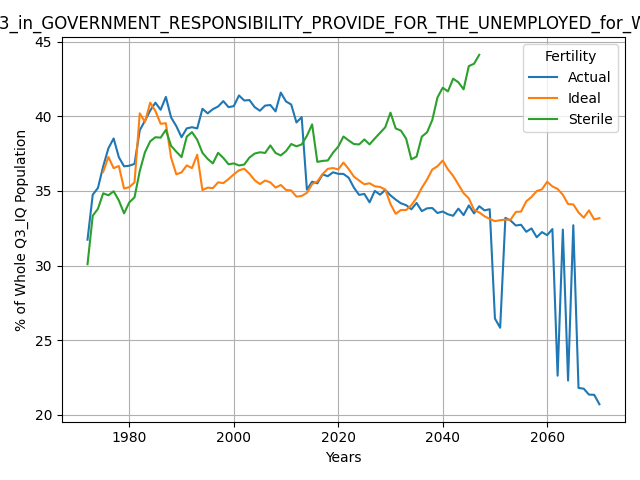 3_in_GOVERNMENT_RESPONSIBILITY_PROVIDE_FOR_THE_UNEMPLOYED_for_W
Fertility
Actual
Ideal
Sterile
% of Whole Q3_IQ Population
45
40
35
30
25
20
1980 2000 2020 2040 2060
Years